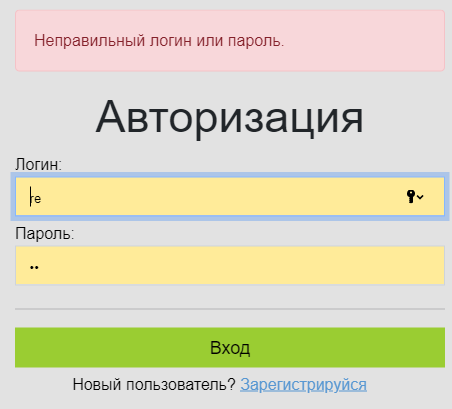 Неправильный логин или пароль.
Авторизация
Логин:
re
Пароль:
••
Вход
Новый пользователь? Зарегистрируйся